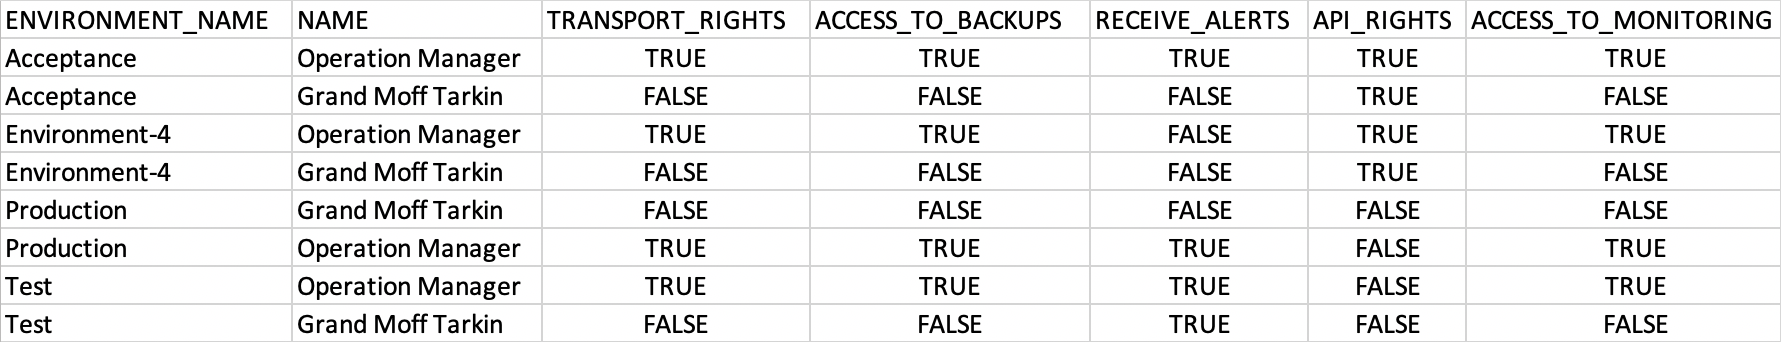 ENVIRONMENT_NAME NAME TRANSPORT_RIGHTS ACCESS_TO_BACKUPS RECEIVE_ALERTS API_RIGHTS ACCESS_TO_MONITORING
Acceptance Operation Manager TRUE TRUE TRUE TRUE TRUE
Acceptance Grand Moff Tarkin FALSE FALSE FALSE TRUE FALSE
Environment-4 Operation Manager TRUE TRUE FALSE TRUE TRUE
Environment-4 Grand Moff Tarkin FALSE FALSE FALSE TRUE FALSE
Production Grand Moff Tarkin FALSE FALSE FALSE FALSE FALSE
Production Operation Manager TRUE TRUE TRUE FALSE TRUE
Test Operation Manager TRUE TRUE TRUE FALSE TRUE
Test Grand Moff Tarkin FALSE FALSE TRUE FALSE FALSE